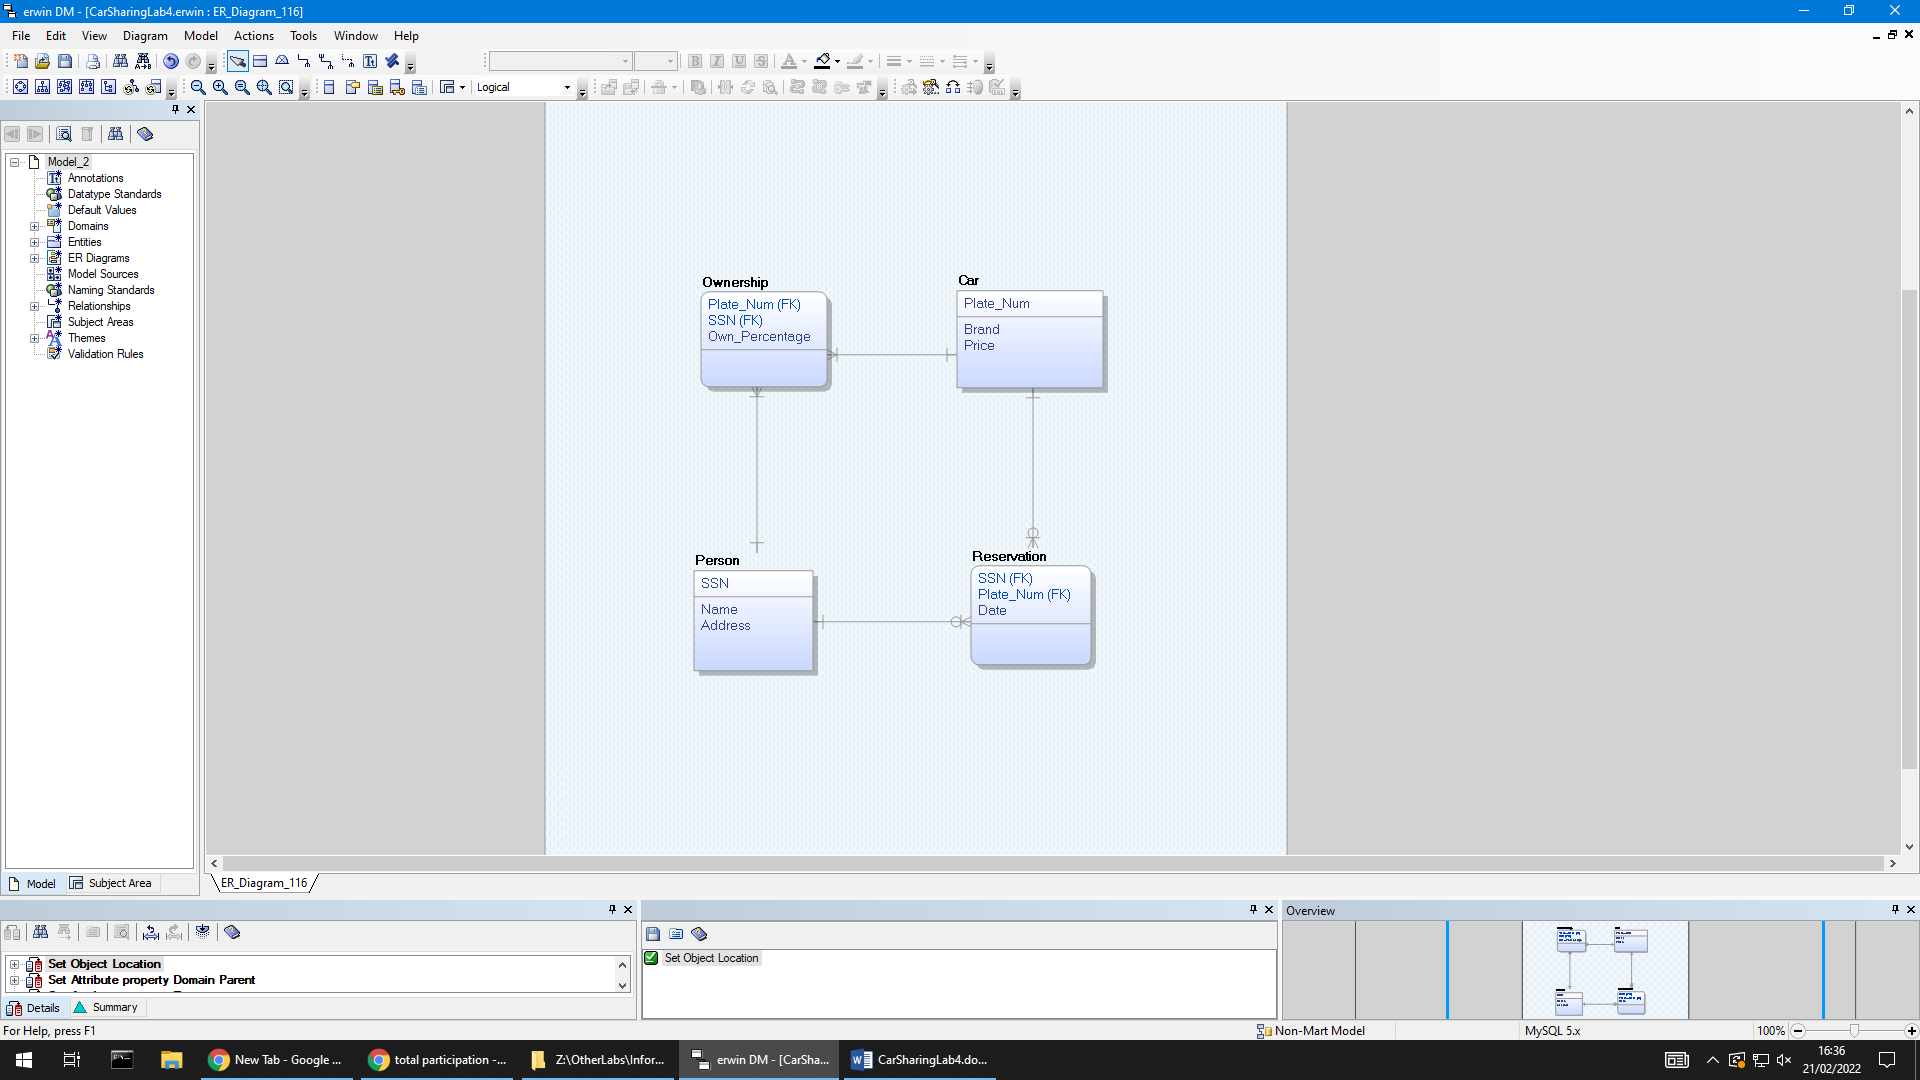 erwin DM - [CarSharingLab4.erwin : ER_Diagram_116]
File Edit View Diagram Model Actions Tools Window Help
Logical
Model_2
Annotations
Datatype Standards
Default Values
Domains
Entities
ER Diagrams
Model Sources
Naming Standards
Relationships
Subject Areas
Themes
Validation Rules
Ownership
Plate_Num (FK)
SSN (FK)
Own_Percentage
Car
Plate_Num
Brand
Price
Person
SSN
Name
Address
Reservation
SSN (FK)
Plate_Num (FK)
Date
Model Subject Area
ER_Diagram_116
Set Object Location
Set Attribute property Domain Parent
Details Summary
Set Object Location
Overview
For Help, press F1
Non-Mart Model
MySQL 5.x
100%
New Tab - Google ...
total participation -...
Z:\OtherLabs\Infor...
erwin DM - [CarSha...
CarSharingLab4.do...
16:36
21/02/2022